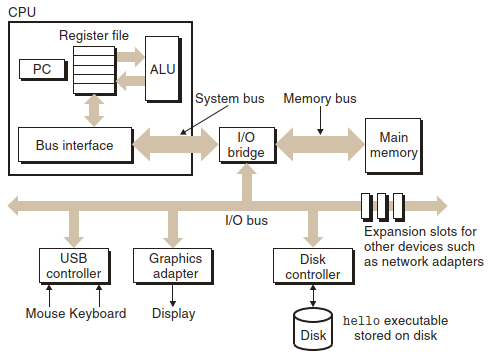 CPU
Register file
PC
ALU
System bus
Memory bus
Bus interface
I/O
bridge
Main
memory
I/O bus
Expansion slots for
other devices such
as network adapters
USB
controller
Graphics
adapter
Disk
controller
Mouse Keyboard
Display
Disk
hello executable
stored on disk